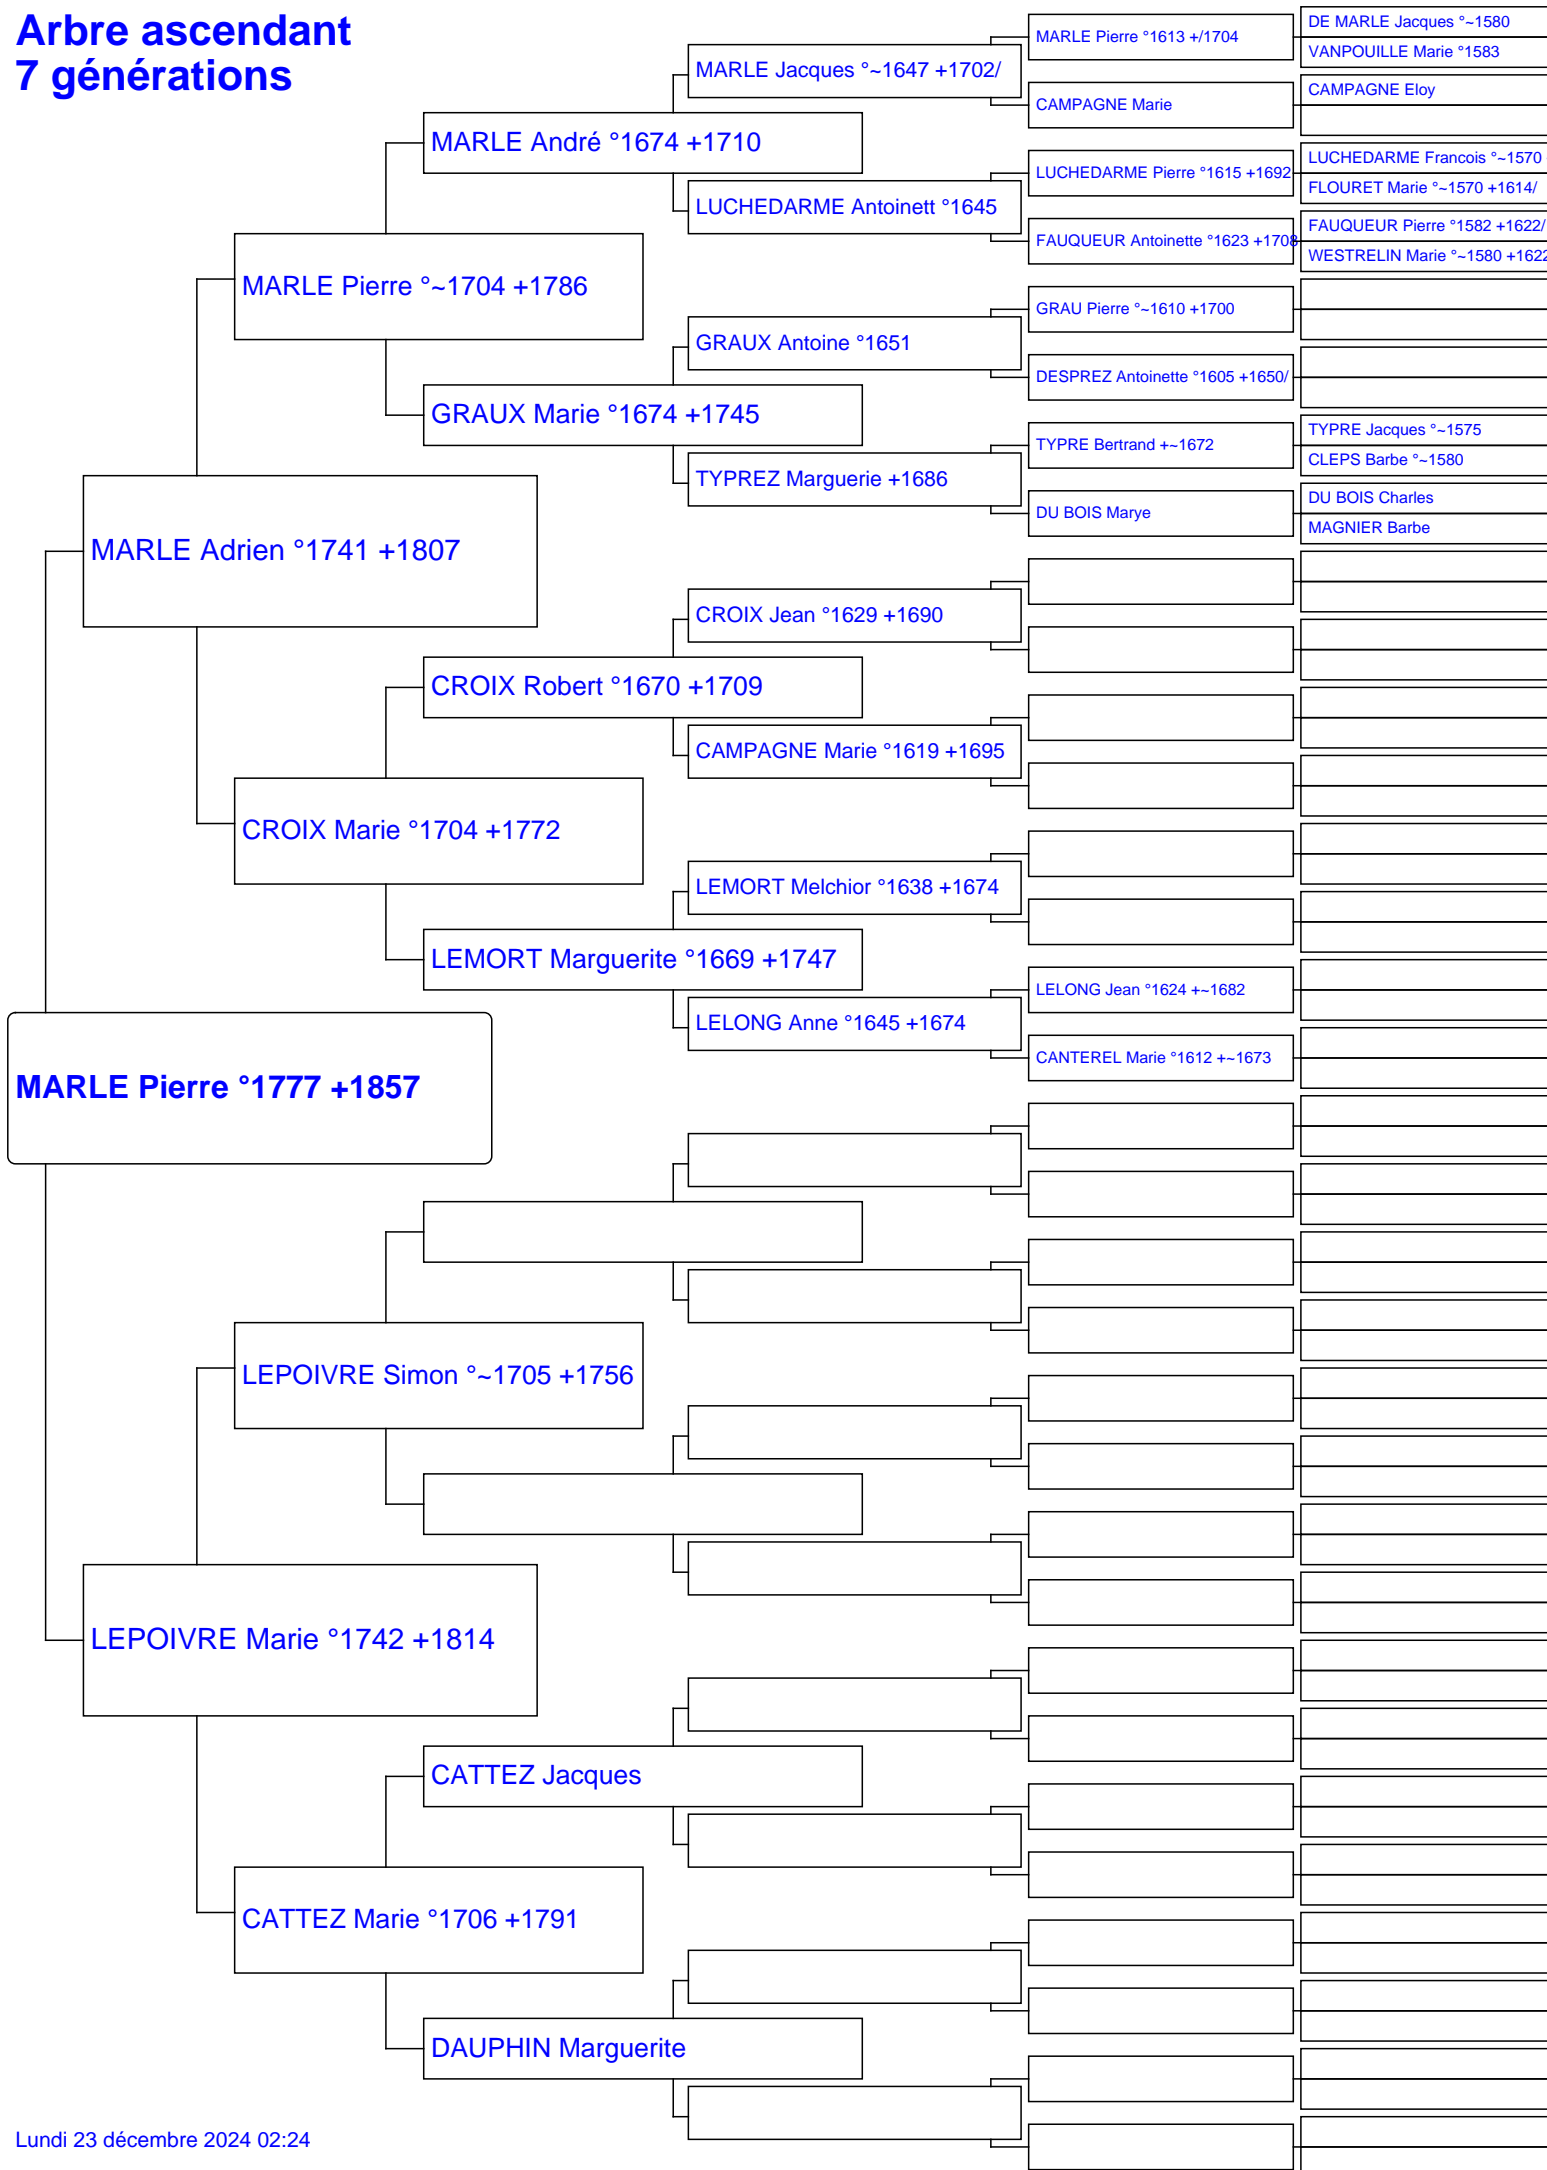 Arbre ascendant
7 générations
MARLE Pierre °1777 +1857
MARLE Adrien °1741 +1807
LEPOIVRE Marie °1742 +1814
MARLE Pierre °~1704 +1786
CROIX Marie °1704 +1772
LEPOIVRE Simon °~1705 +1756
CATTEZ Marie °1706 +1791
MARLE André °1674 +1710
GRAUX Marie °1674 +1745
CROIX Robert °1670 +1709
LEMORT Marguerite °1669 +1747
CATTEZ Jacques
DAUPHIN Marguerite
MARLE Jacques °~1647 +1702/
LUCHEDARME Antoinett °1645
GRAUX Antoine °1651
TYPREZ Marguerie +1686
CROIX Jean °1629 +1690
CAMPAGNE Marie °1619 +1695
LEMORT Melchior °1638 +1674
LELONG Anne °1645 +1674
MARLE Pierre °1613 +/1704
CAMPAGNE Marie
LUCHEDARME Pierre °1615 +1692
FAUQUEUR Antoinette °1623 +1708
GRAU Pierre °~1610 +1700
DESPREZ Antoinette °1605 +1650/
TYPRE Bertrand +~1672
DU BOIS Marye
LELONG Jean °1624 +~1682
CANTEREL Marie °1612 +~1673
DE MARLE Jacques °~1580
VANPOUILLE Marie °1583
CAMPAGNE Eloy
LUCHEDARME Francois °~1570
FLOURET Marie °~1570 +1614/
FAUQUEUR Pierre °1582 +1622/
WESTRELIN Marie °~1580 +1622
TYPRE Jacques °~1575
CLEPS Barbe °~1580
DU BOIS Charles
MAGNIER Barbe
Lundi 23 décembre 2024 02:24